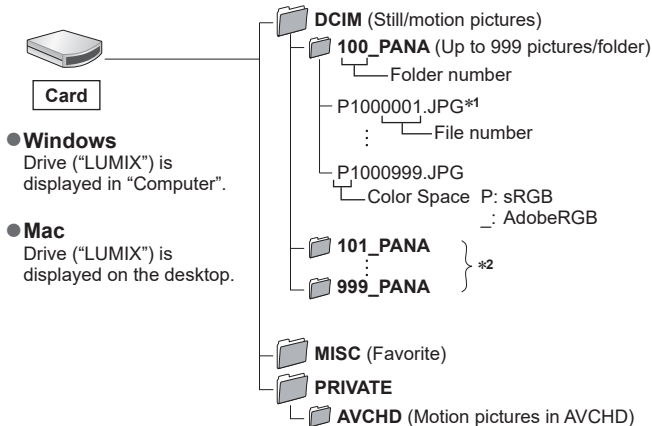 DCIM (Still/motion pictures)
100_PANA (Up to 999 pictures/folder)
Folder number
Card
P1000001.JPG*1
File number
●Windows
Drive (“LUMIX”) is
displayed in “Computer”.
P1000999.JPG
Color Space P: sRGB
_: AdobeRGB
●Mac
Drive (“LUMIX”) is
displayed on the desktop.
101_PANA
*2
999_PANA
MISC (Favorite)
PRIVATE
AVCHD (Motion pictures in AVCHD)